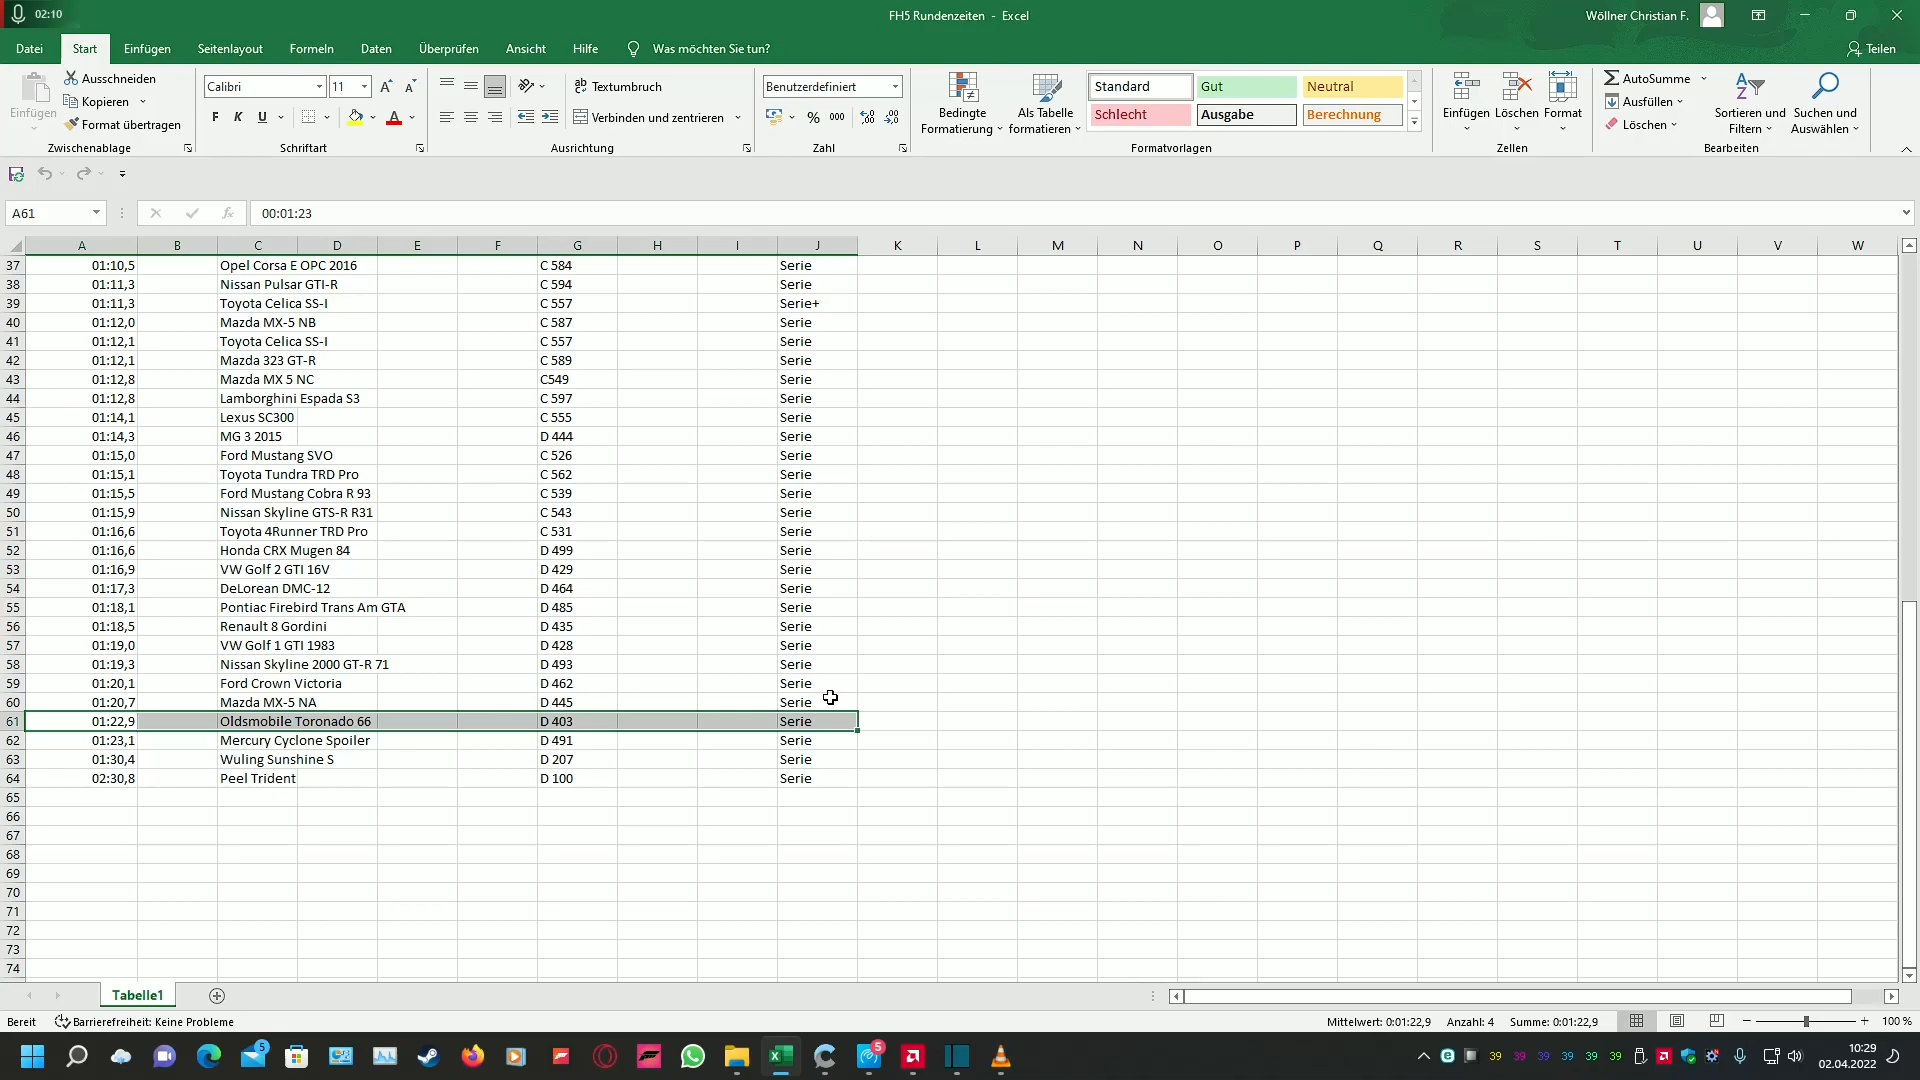 02:10
FH5 Rundenzeiten - Excel
Wöllner Christian F.
Datei Start Einfügen Seitenlayout Formeln Daten Überprüfen Ansicht Hilfe Was möchten Sie tun? Teilen
Einfügen
Ausschneiden
Kopieren
Format übertragen
Zwischenablage
Calibri 11
F K U
Schriftart
Textumbruch
Verbinden und zentrieren
Ausrichtung
Benutzerdefiniert
% 000
Zahl
Bedingte Formatierung
Als Tabelle formatieren
Standard Gut Neutral
Schlecht Ausgabe Berechnung
Formatvorlagen
Einfügen Löschen Format
Zellen
AutoSumme
Ausfüllen
Löschen
Sortieren und Filtern
Suchen und Auswählen
Bearbeiten
A61 fx 00:01:23
A B C D E F G H I J K L M N O P Q R S T U V W
37 01:10,5 Opel Corsa E OPC 2016 C 584 Serie
38 01:11,3 Nissan Pulsar GTI-R C 594 Serie
39 01:11,3 Toyota Celica SS-I C 557 Serie+
40 01:12,0 Mazda MX-5 NB C 587 Serie
41 01:12,1 Toyota Celica SS-I C 557 Serie
42 01:12,1 Mazda 323 GT-R C 589 Serie
43 01:12,8 Mazda MX 5 NC C549 Serie
44 01:12,8 Lamborghini Espada S3 C 597 Serie
45 01:14,1 Lexus SC300 C 555 Serie
46 01:14,3 MG 3 2015 D 444 Serie
47 01:15,0 Ford Mustang SVO C 526 Serie
48 01:15,1 Toyota Tundra TRD Pro C 562 Serie
49 01:15,5 Ford Mustang Cobra R 93 C 539 Serie
50 01:15,9 Nissan Skyline GTS-R R31 C 543 Serie
51 01:16,6 Toyota 4Runner TRD Pro C 531 Serie
52 01:16,6 Honda CRX Mugen 84 D 499 Serie
53 01:16,9 VW Golf 2 GTI 16V D 429 Serie
54 01:17,3 DeLorean DMC-12 D 464 Serie
55 01:18,1 Pontiac Firebird Trans Am GTA D 485 Serie
56 01:18,5 Renault 8 Gordini D 435 Serie
57 01:19,0 VW Golf 1 GTI 1983 D 428 Serie
58 01:19,3 Nissan Skyline 2000 GT-R 71 D 493 Serie
59 01:20,1 Ford Crown Victoria D 462 Serie
60 01:20,7 Mazda MX-5 NA D 445 Serie
61 01:22,9 Oldsmobile Toronado 66 D 403 Serie
62 01:23,1 Mercury Cyclone Spoiler D 491 Serie
63 01:30,4 Wuling Sunshine S D 207 Serie
64 02:30,8 Peel Trident D 100 Serie
65
66
67
68
69
70
71
72
73
74
Tabelle1
Bereit Barrierefreiheit: Keine Probleme Mittelwert: 0:01:22,9 Anzahl: 4 Summe: 0:01:22,9 100 %
5 5 39 39 39 39 39 39 10:29
02.04.2022